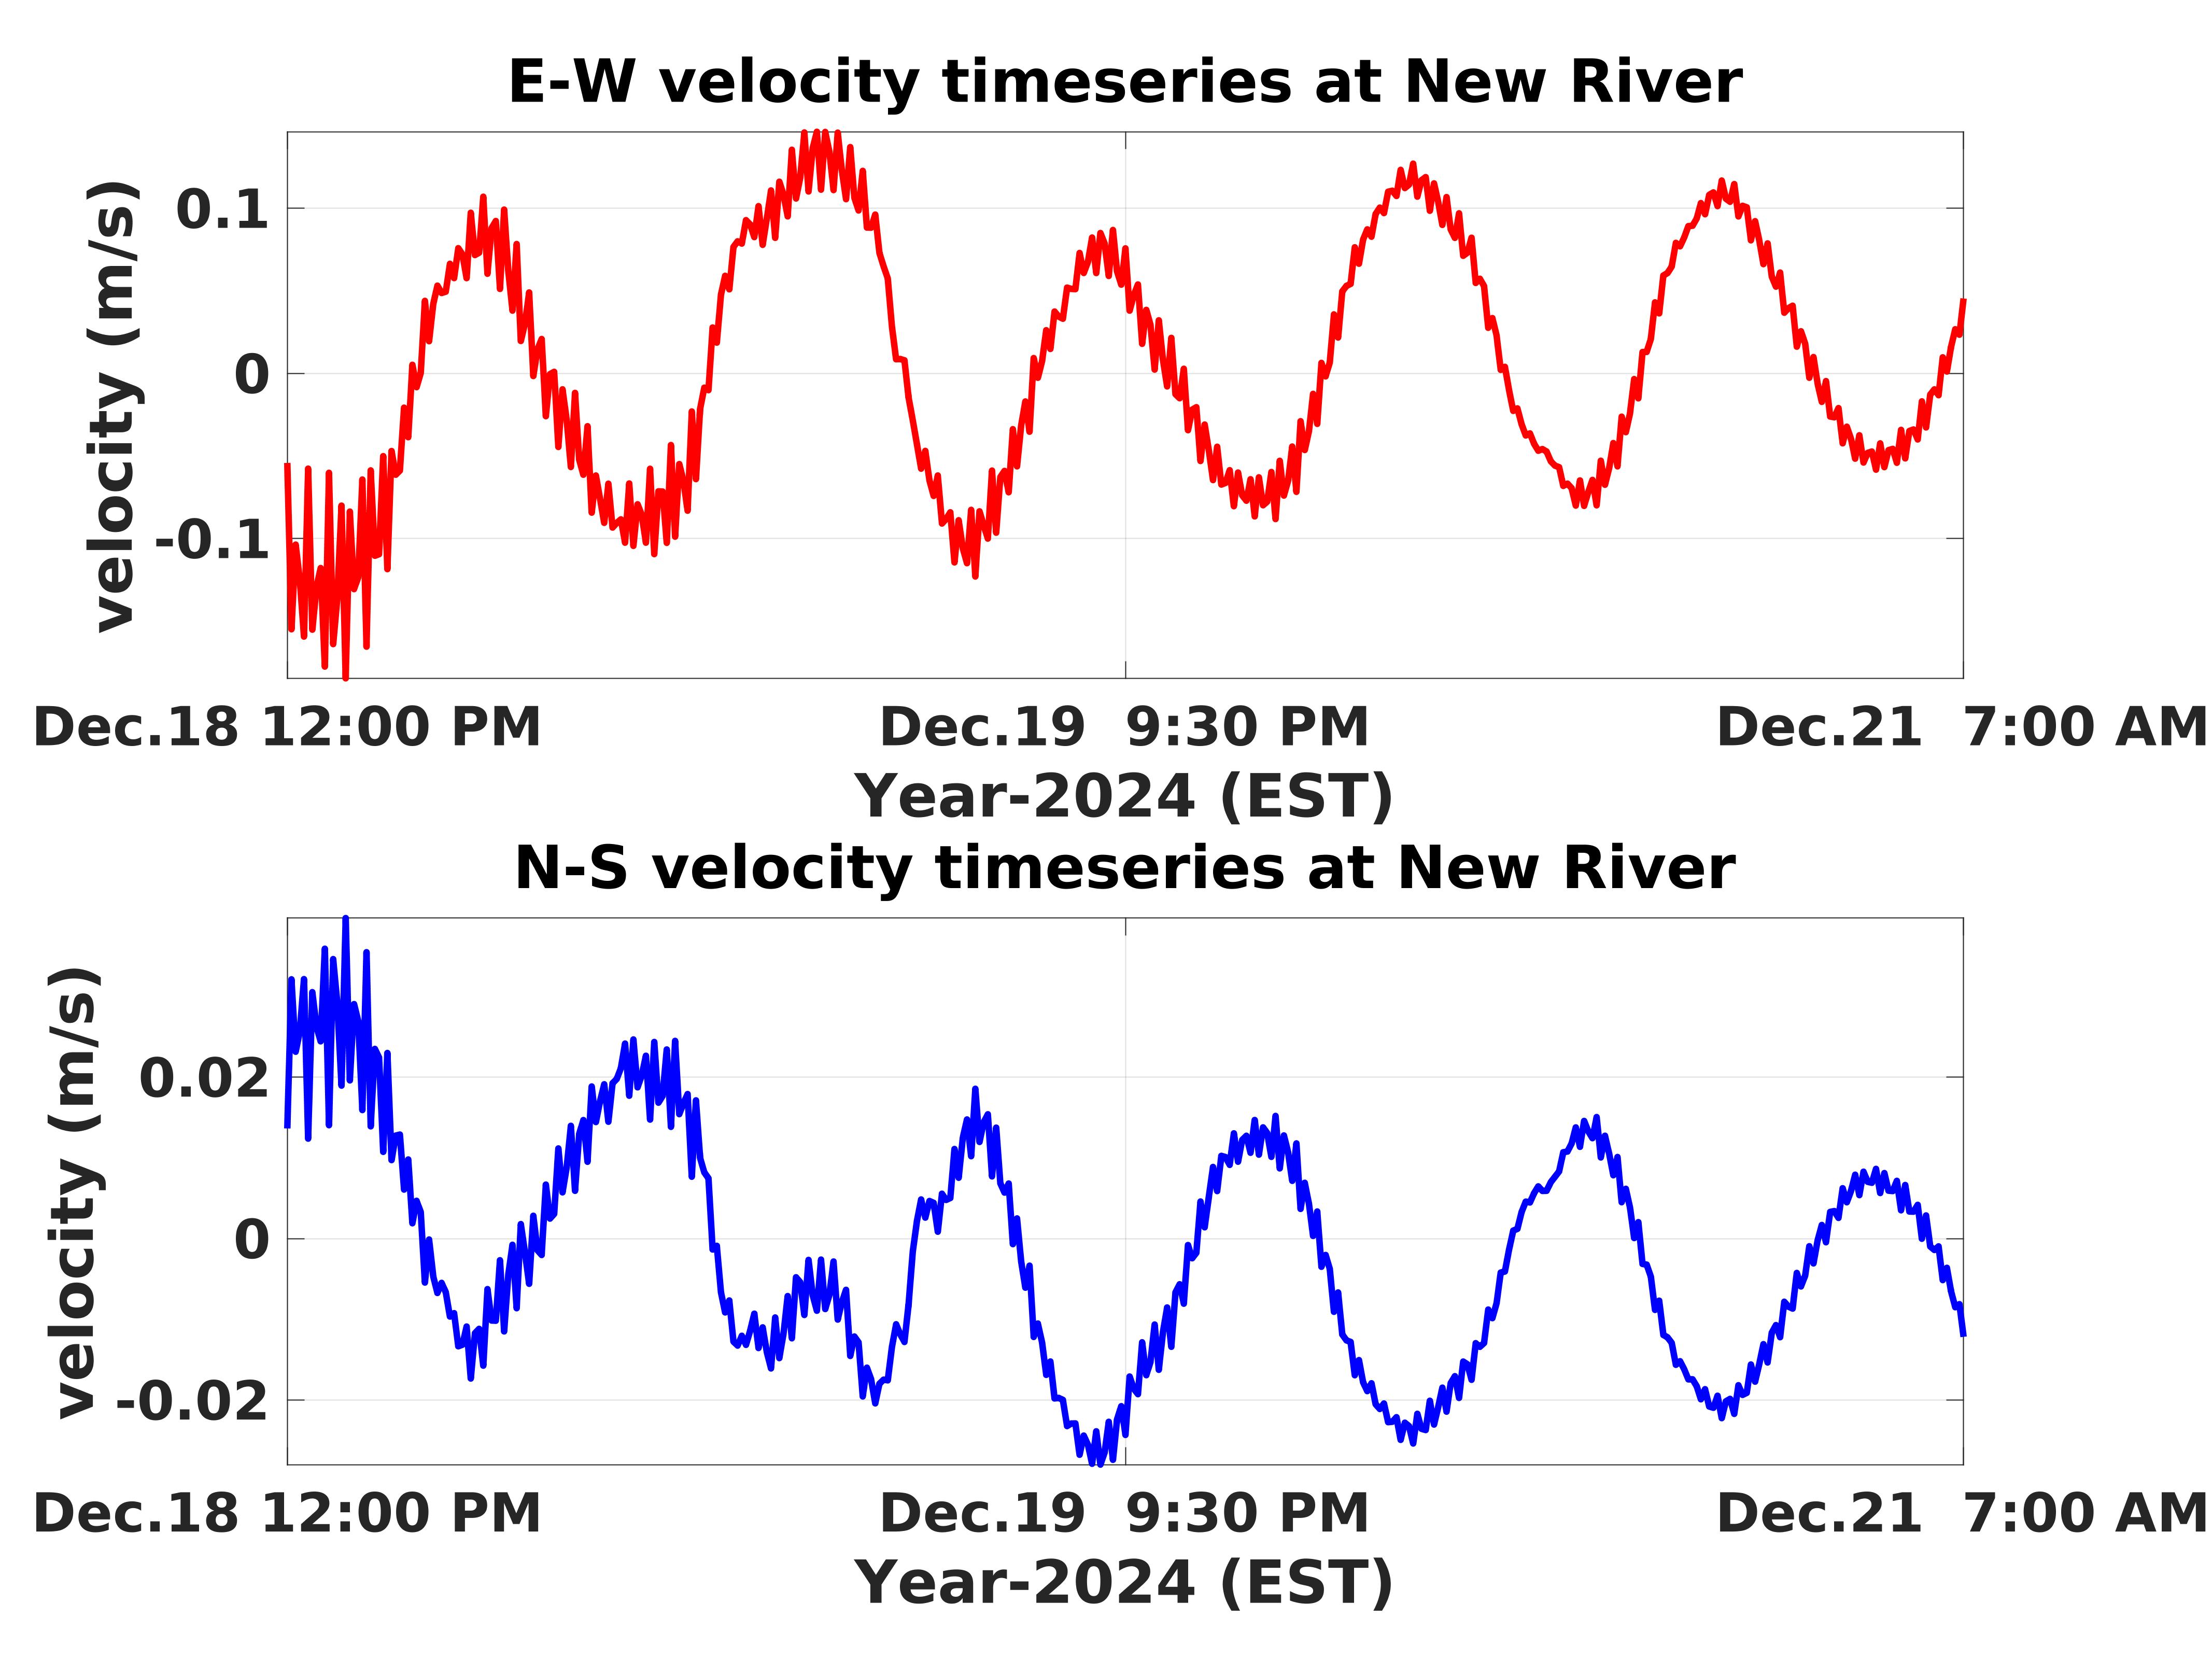 E-W velocity timeseries at New River
velocity (m/s)
0.1
0
-0.1
Dec.18 12:00 PM
Dec.19  9:30 PM
Dec.21  7:00 AM
Year-2024 (EST)
N-S velocity timeseries at New River
velocity (m/s)
0.02
0
-0.02
Dec.18 12:00 PM
Dec.19  9:30 PM
Dec.21  7:00 AM
Year-2024 (EST)